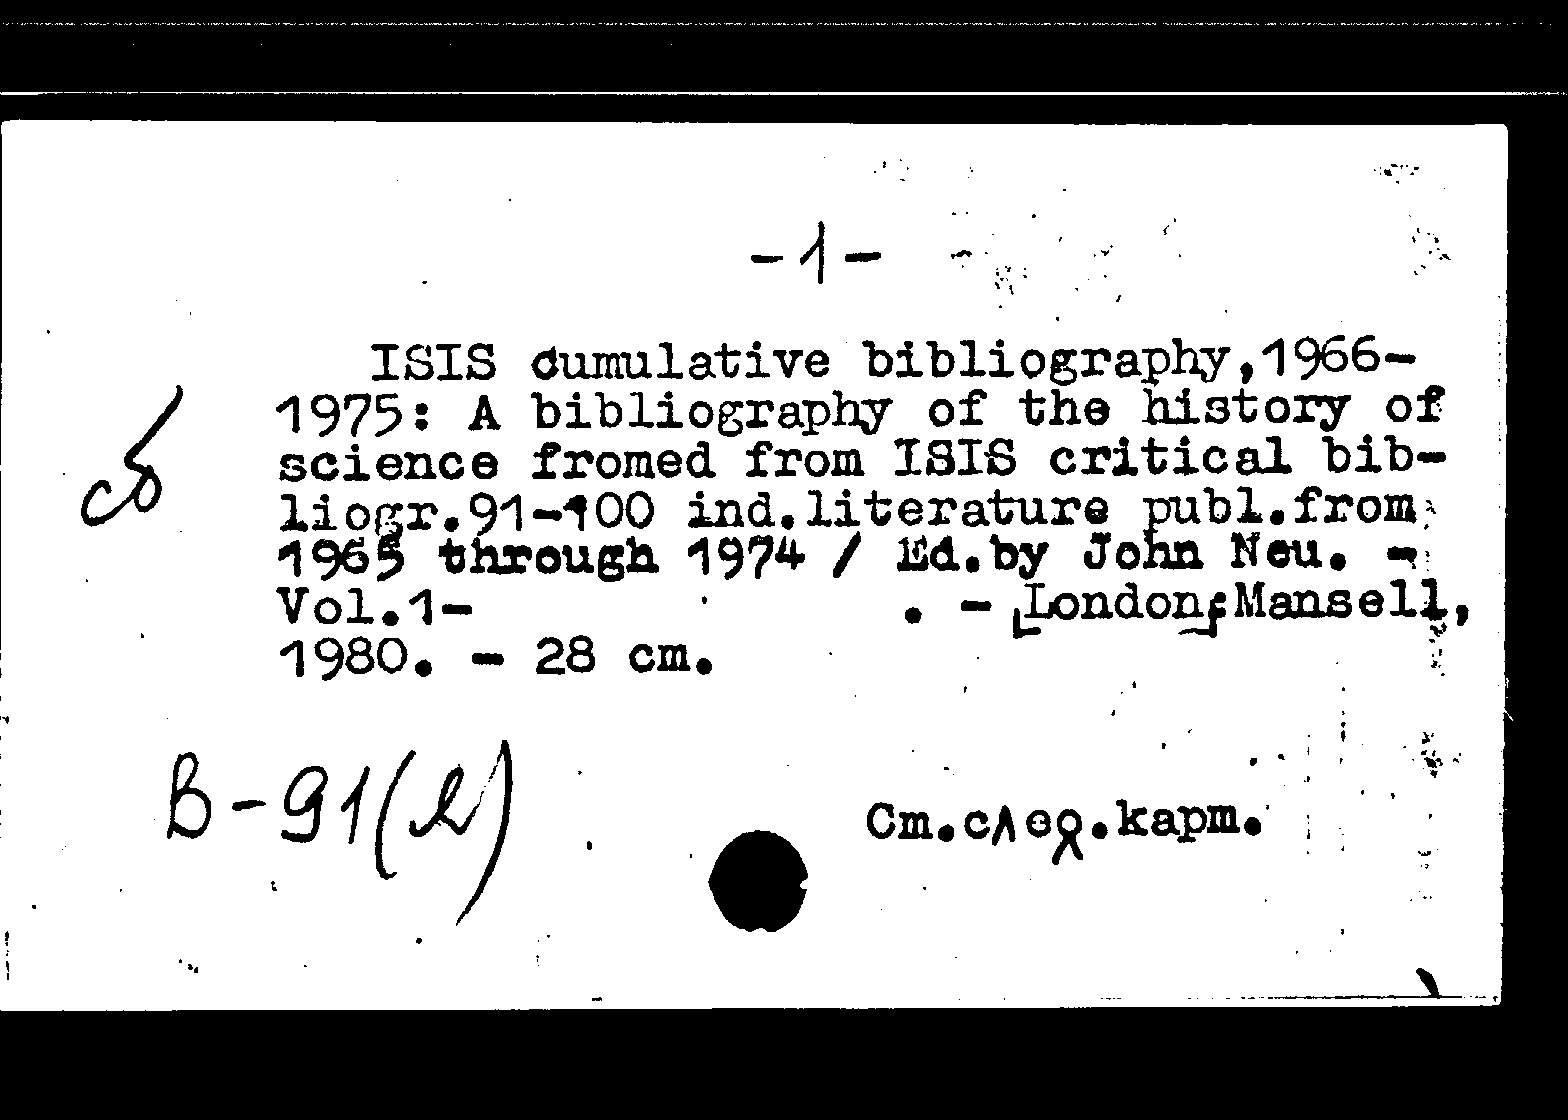 -1-
ISIS cumulative bibliography,1966-
1975: A bibliography of the history of
science fromed from ISIS critical bib-
liogr.91-100 ind.literature publ.from
1965 through 1974 / Ed.by John Neu. -
Vol.1- . - [London]:Mansell,
1980. - 28 cm.
сб
В-91(2)
Cm.след.карт.